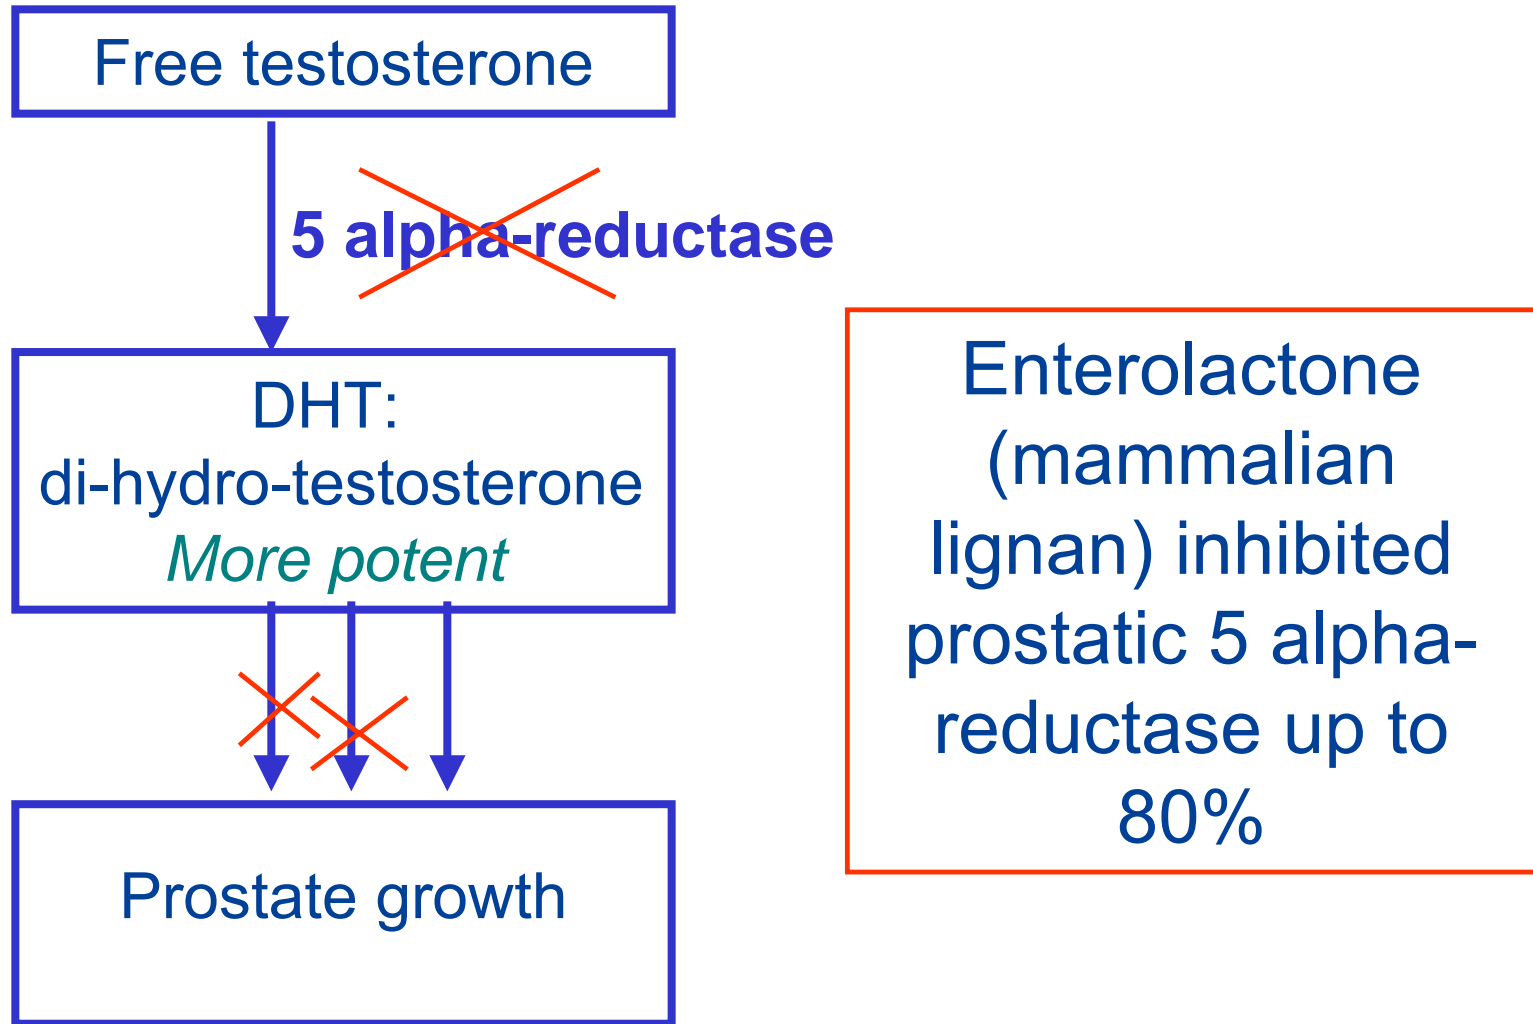 Free testosterone
5 alpha-reductase
DHT:
di-hydro-testosterone
More potent
Prostate growth
Enterolactone
(mammalian
lignan) inhibited
prostatic 5 alpha-
reductase up to
80%